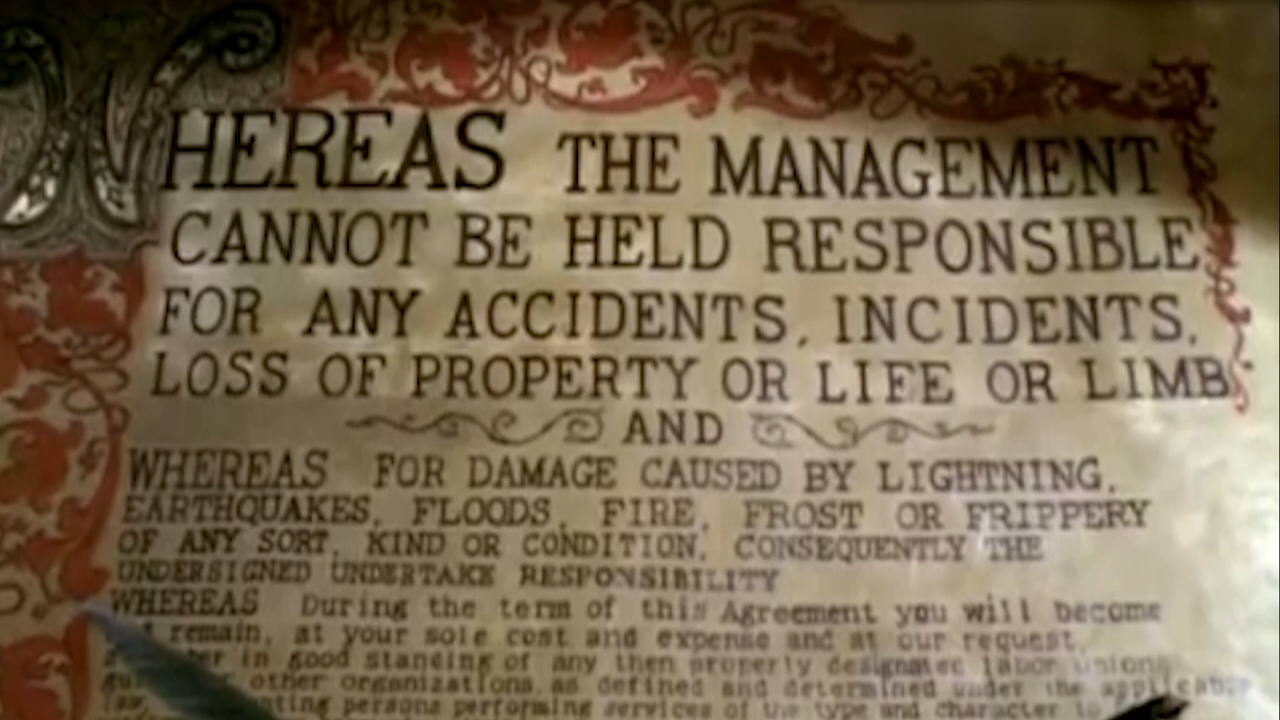 WHEREAS THE MANAGEMENT
CANNOT BE HELD RESPONSIBLE
FOR ANY ACCIDENTS, INCIDENTS,
LOSS OF PROPERTY OR LIFE OR LIMB
AND
WHEREAS FOR DAMAGE CAUSED BY LIGHTNING,
EARTHQUAKES, FLOODS, FIRE, FROST OR FRIPPERY
OF ANY SORT, KIND OR CONDITION, CONSEQUENTLY THE
UNDERSIGNED UNDERTAKE RESPONSIBILITY
WHEREAS During the term of this Agreement you will become
remain, at your sole cost and expense and at our request,
in good standing of any then properly designated labor unions
other organizations as defined and determined under the applicable
persons performing services of the type and character